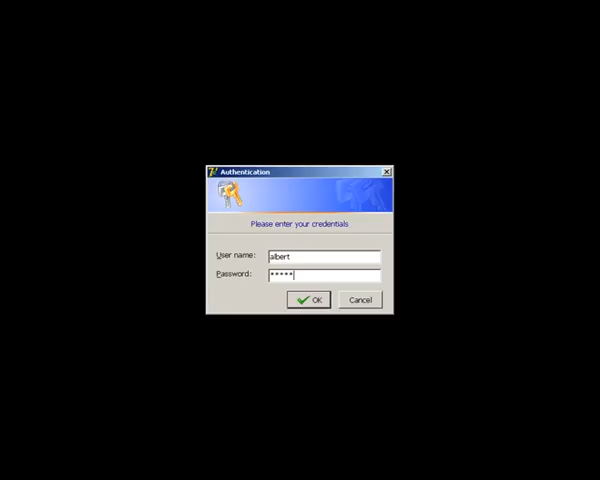 Authentication
Please enter your credentials
User name: albert
Password: *****
OK Cancel